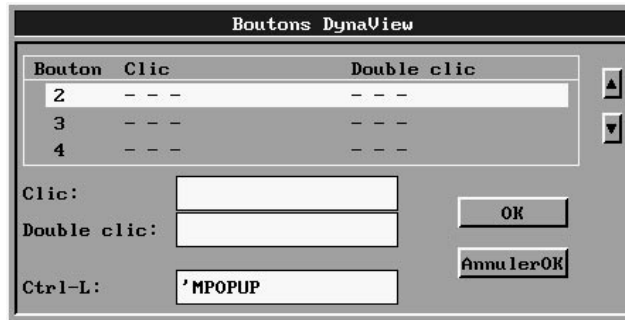 Boutons DynaView
Bouton Clic Double clic
2 - - - - - -
3 - - - - - -
4 - - - - - -
Clic:
Double clic:
OK
AnnulerOK
Ctrl-L: 'MPOPUP